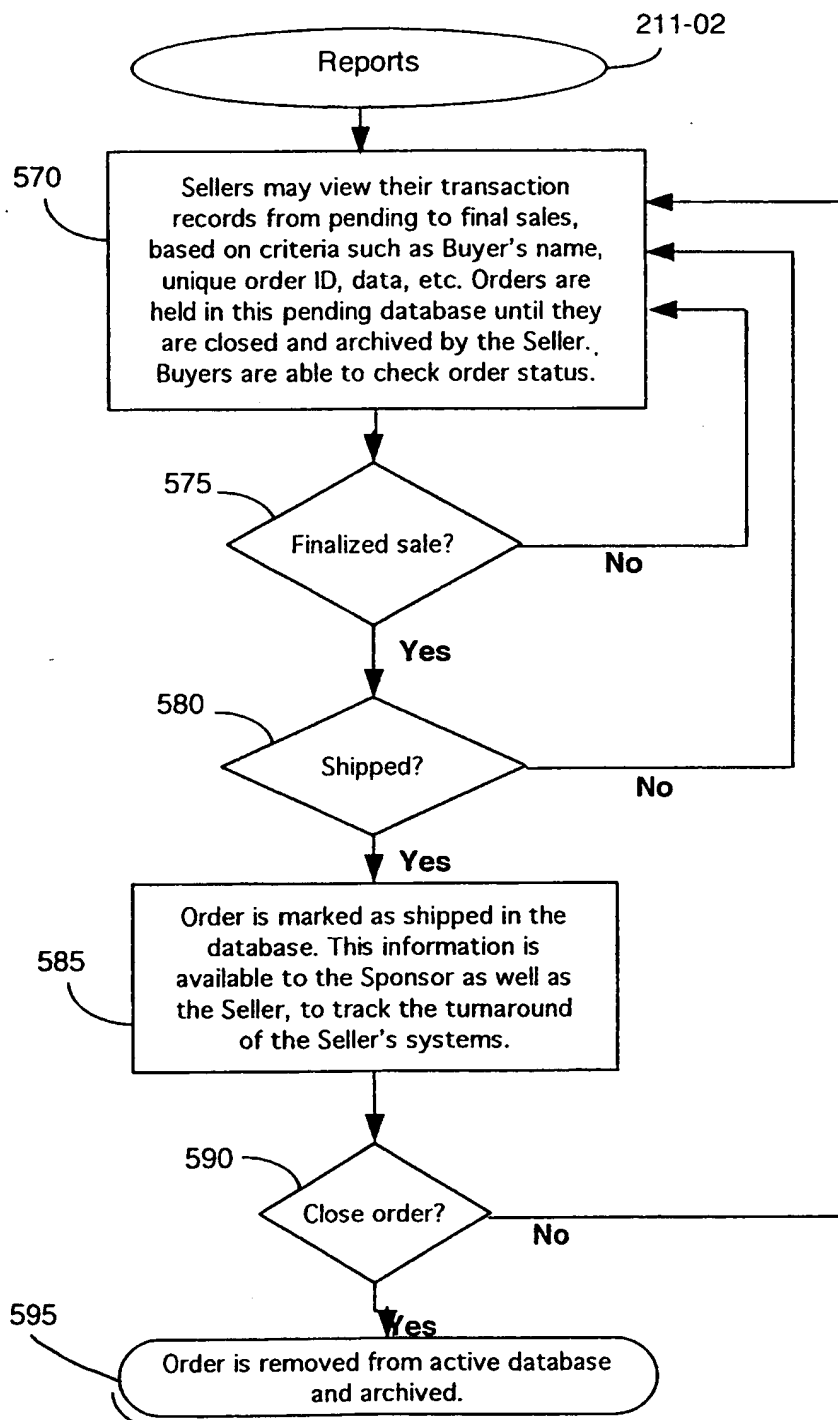 211-02
Reports
570
Sellers may view their transaction
records from pending to final sales,
based on criteria such as Buyer's name,
unique order ID, data, etc. Orders are
held in this pending database until they
are closed and archived by the Seller.
Buyers are able to check order status.
575
Finalized sale?
No
Yes
580
Shipped?
No
Yes
585
Order is marked as shipped in the
database. This information is
available to the Sponsor as well as
the Seller, to track the turnaround
of the Seller's systems.
590
Close order?
No
Yes
595
Order is removed from active database
and archived.